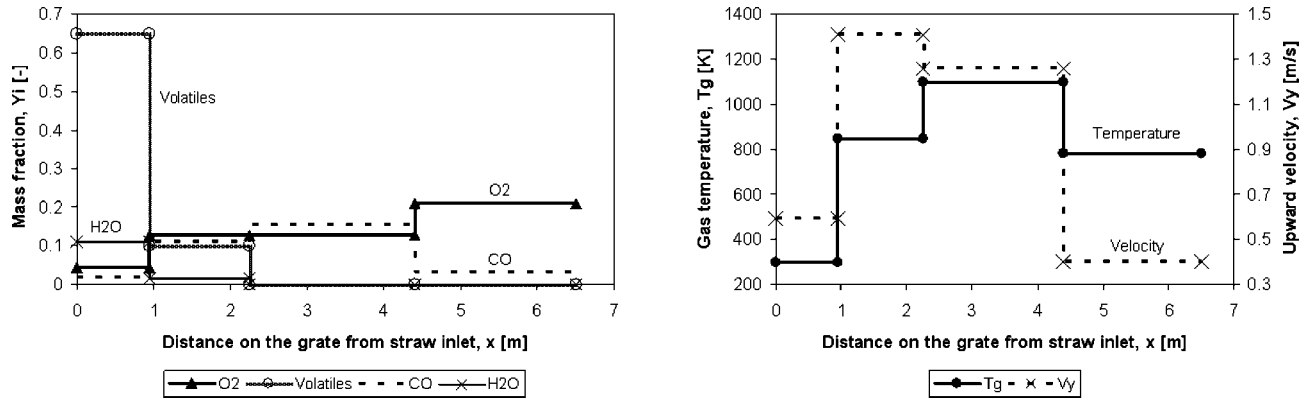 Mass fraction, Yi [-]
0.7
0.6
0.5
0.4
0.3
0.2
0.1
0
Volatiles
H2O
O2
CO
0 1 2 3 4 5 6 7
Distance on the grate from straw inlet, x [m]
O2 Volatiles CO H2O
Gas temperature, Tg [K]
1400
1200
1000
800
600
400
200
Temperature
Velocity
1.5
1.3
1.1
0.9
0.7
0.5
0.3
Upward velocity, Vy [m/s]
0 1 2 3 4 5 6 7
Distance on the grate from straw inlet, x [m]
Tg Vy